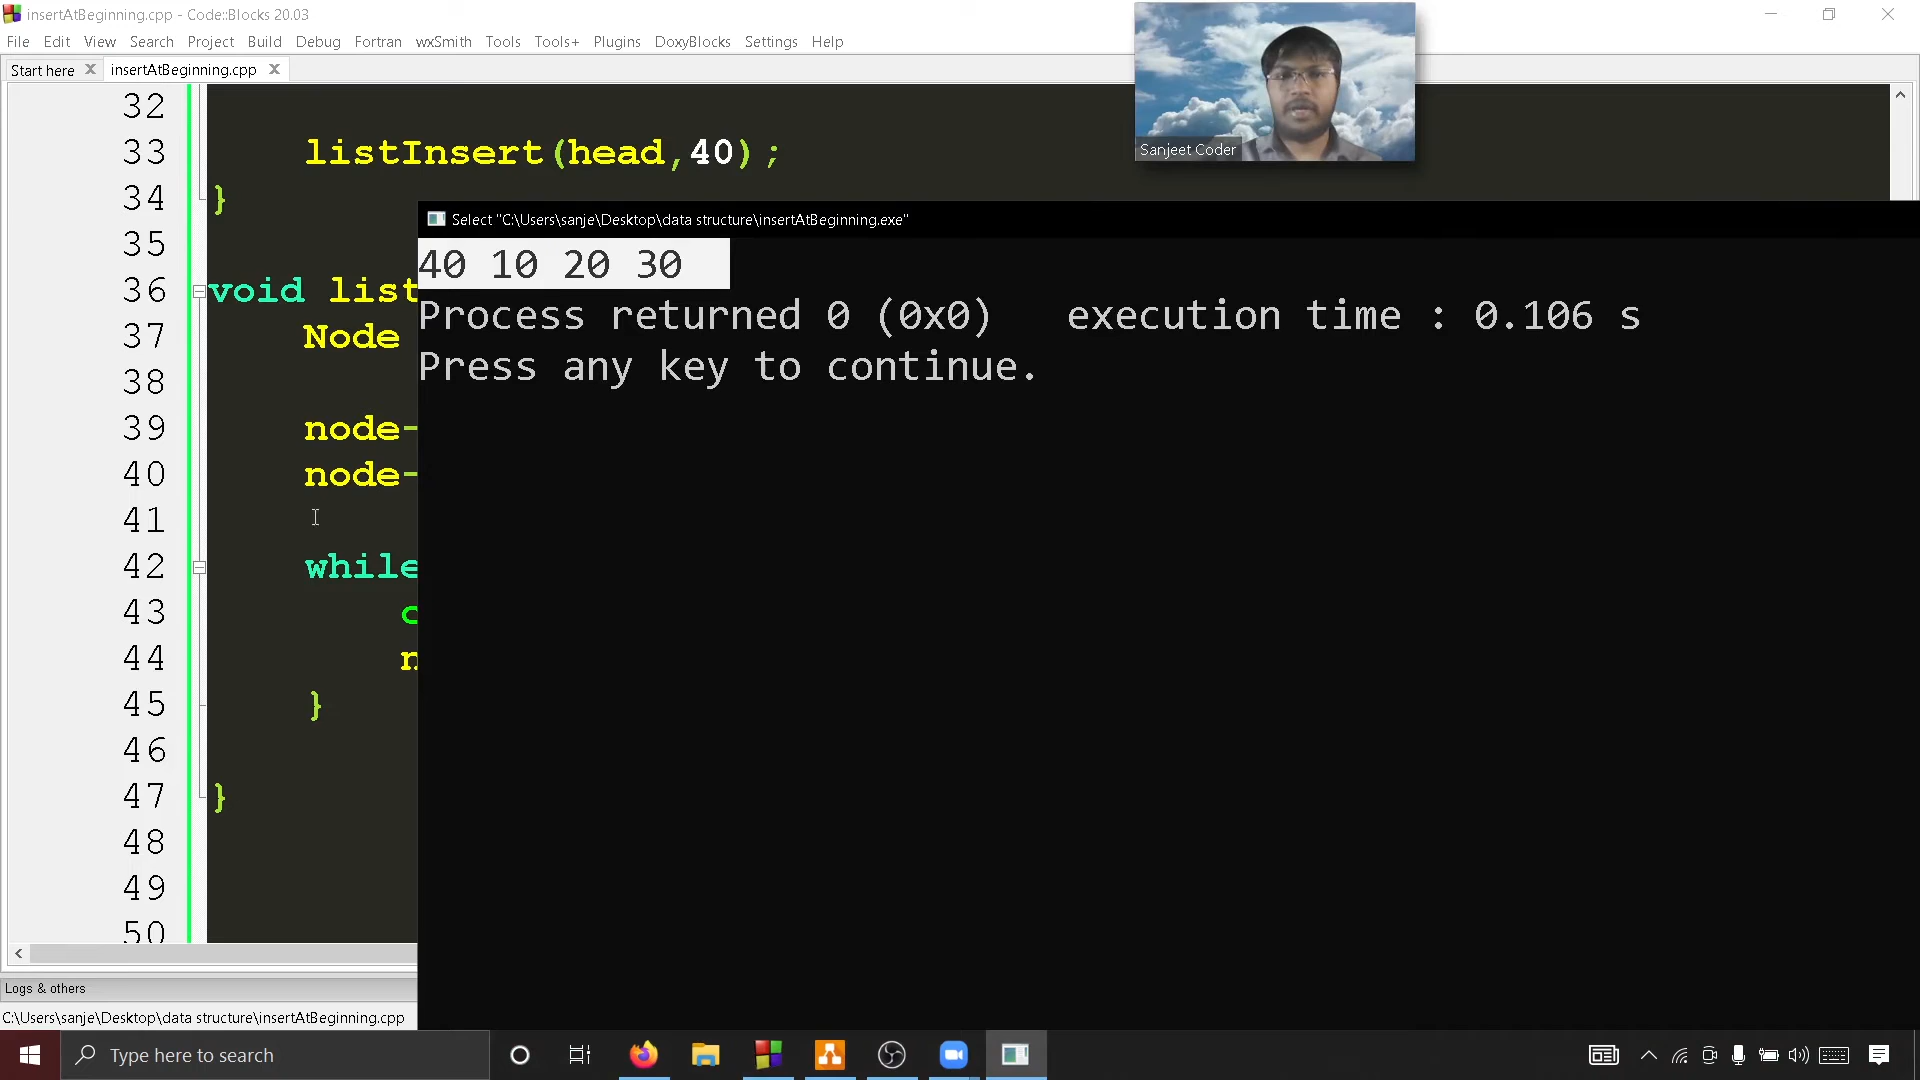 insertAtBeginning.cpp - Code::Blocks 20.03
File Edit View Search Project Build Debug Fortran wxSmith Tools Tools+ Plugins DoxyBlocks Settings Help
Start here insertAtBeginning.cpp
32
33 listInsert(head,40);
34 }
35
36 void list
37 Node
38
39 node-
40 node-
41
42 while
43 c
44 n
45 }
46
47 }
48
49
50
Sanjeet Coder
Select "C:\Users\sanje\Desktop\data structure\insertAtBeginning.exe"
40 10 20 30
Process returned 0 (0x0)   execution time : 0.106 s
Press any key to continue.
Logs & others
C:\Users\sanje\Desktop\data structure\insertAtBeginning.cpp
Type here to search